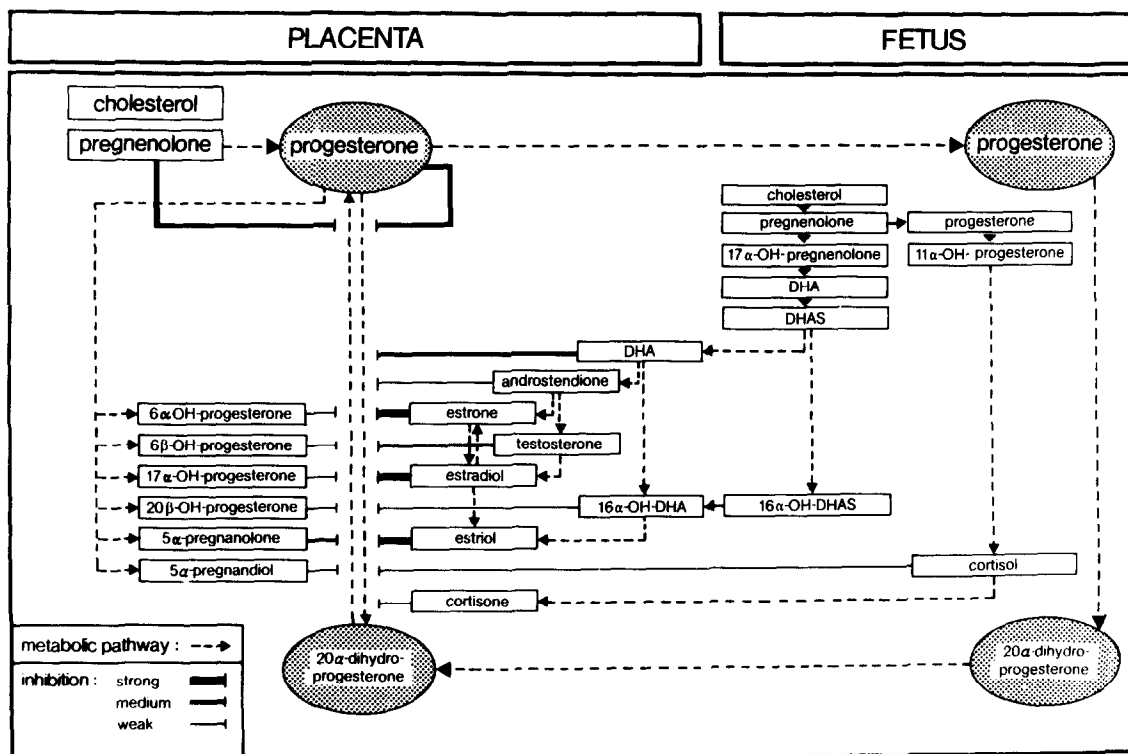 PLACENTA
FETUS
cholesterol
pregnenolone
progesterone
progesterone
cholesterol
pregnenolone
progesterone
17α-OH-pregnenolone
11α-OH- progesterone
DHA
DHAS
DHA
androstendione
6αOH-progesterone
estrone
6β-OH-progesterone
testosterone
17α-OH-progesterone
estradiol
20β-OH-progesterone
16α-OH-DHA
16α-OH-DHAS
5α-pregnanolone
estriol
5α-pregnandiol
cortisol
cortisone
metabolic pathway :
inhibition : strong
medium
weak
20α-dihydro-
progesterone
20α-dihydro-
progesterone